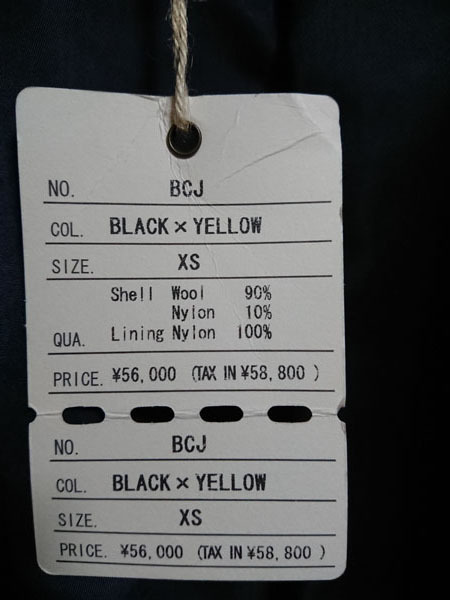 NO. BCJ
COL. BLACK × YELLOW
SIZE. XS
Shell Wool 90%
Nylon 10%
QUA. Lining Nylon 100%
PRICE. ¥56,000 (TAX IN ¥58,800 )
NO. BCJ
COL. BLACK × YELLOW
SIZE. XS
PRICE. ¥56,000 (TAX IN ¥58,800 )